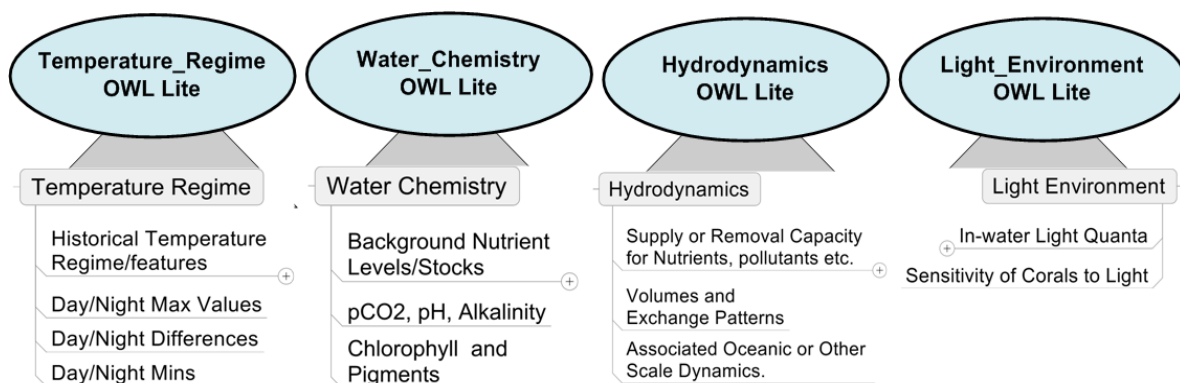 Temperature_Regime
OWL Lite
Temperature Regime
Historical Temperature
Regime/features
Day/Night Max Values
Day/Night Differences
Day/Night Mins
Water_Chemistry
OWL Lite
Water Chemistry
Background Nutrient
Levels/Stocks
pCO2, pH, Alkalinity
Chlorophyll and
Pigments
Hydrodynamics
OWL Lite
Hydrodynamics
Supply or Removal Capacity
for Nutrients, pollutants etc.
Volumes and
Exchange Patterns
Associated Oceanic or Other
Scale Dynamics.
Light_Environment
OWL Lite
Light Environment
In-water Light Quanta
Sensitivity of Corals to Light